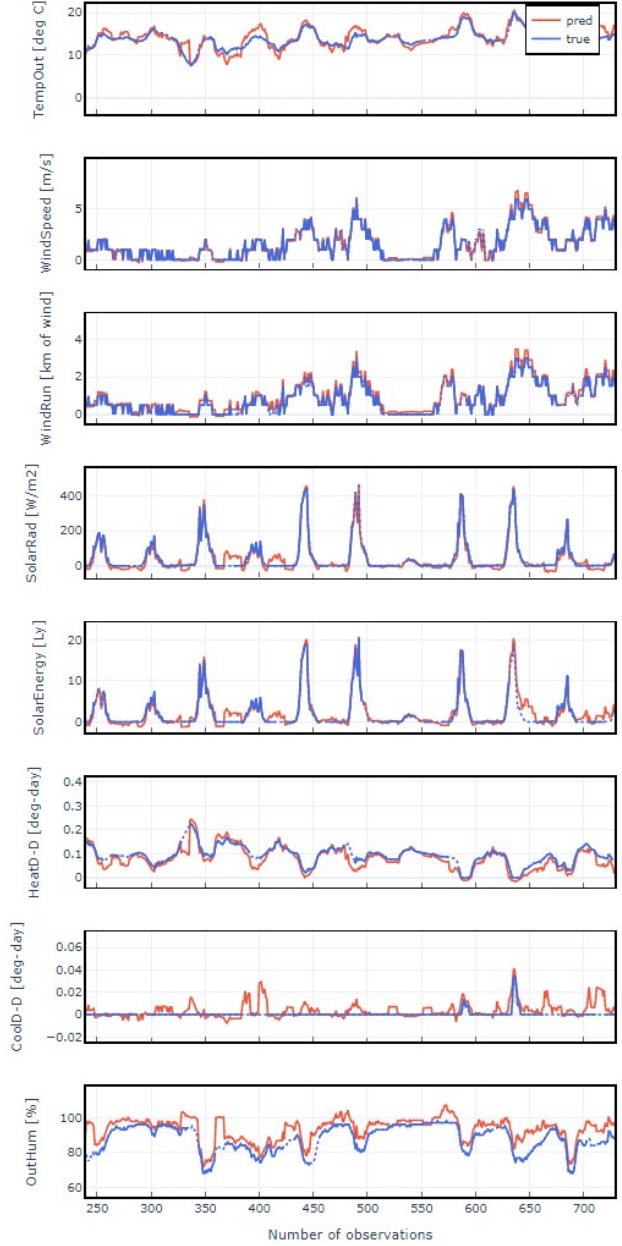 TempOut [deg C]
20
10
0
pred
true
WindSpeed [m/s]
5
0
WindRun [km of wind]
4
2
0
SolarRad [W/m2]
400
200
0
SolarEnergy [Ly]
20
10
0
HeatD-D [deg-day]
0.4
0.3
0.2
0.1
0
CoolD-D [deg-day]
0.06
0.04
0.02
0
−0.02
OutHum [%]
100
80
60
250 300 350 400 450 500 550 600 650 700
Number of observations